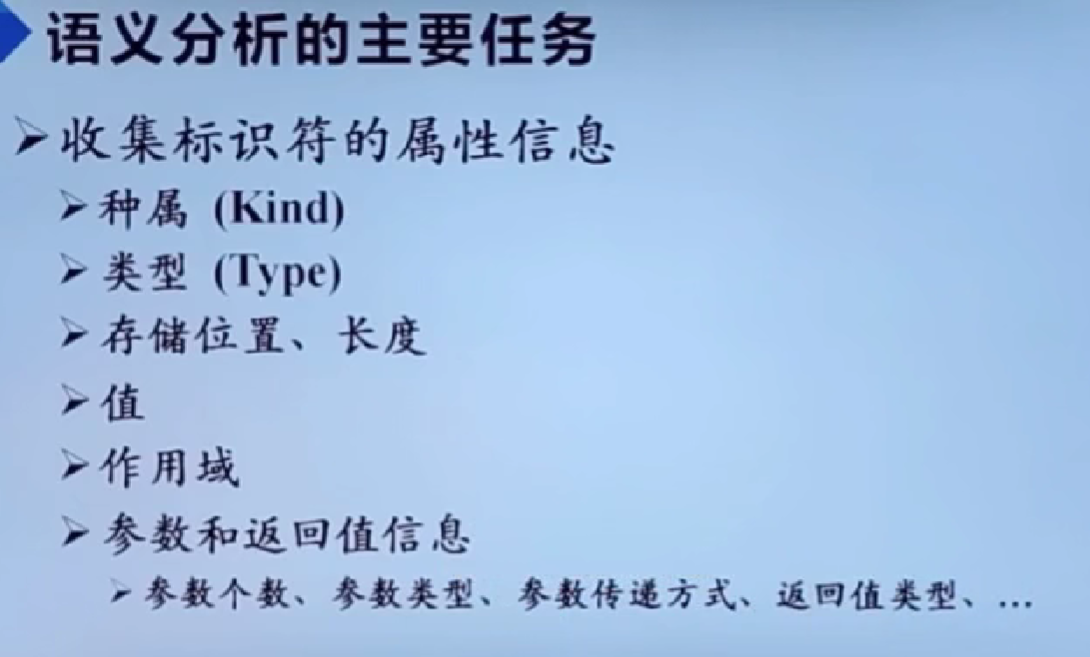 语义分析的主要任务
➢收集标识符的属性信息
➢种属 (Kind)
➢类型 (Type)
➢存储位置、长度
➢值
➢作用域
➢参数和返回值信息
➢参数个数、参数类型、参数传递方式、返回值类型、…